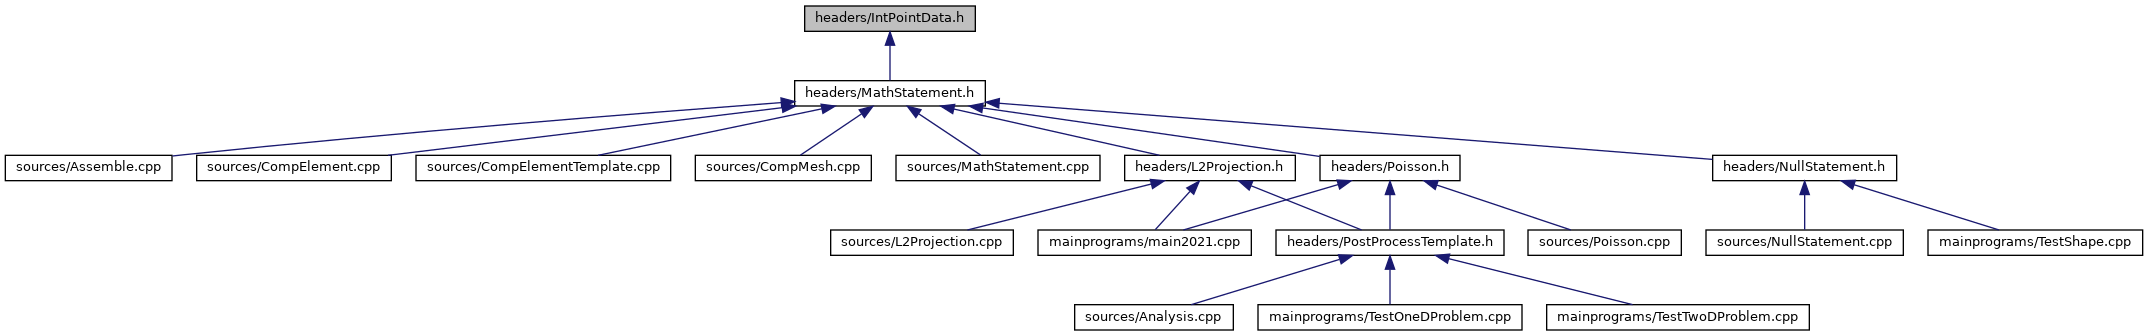 headers/IntPointData.h
headers/MathStatement.h
sources/Assemble.cpp
sources/CompElement.cpp
sources/CompElementTemplate.cpp
sources/CompMesh.cpp
sources/MathStatement.cpp
headers/L2Projection.h
headers/Poisson.h
headers/NullStatement.h
sources/L2Projection.cpp
mainprograms/main2021.cpp
headers/PostProcessTemplate.h
sources/Poisson.cpp
sources/NullStatement.cpp
mainprograms/TestShape.cpp
sources/Analysis.cpp
mainprograms/TestOneDProblem.cpp
mainprograms/TestTwoDProblem.cpp